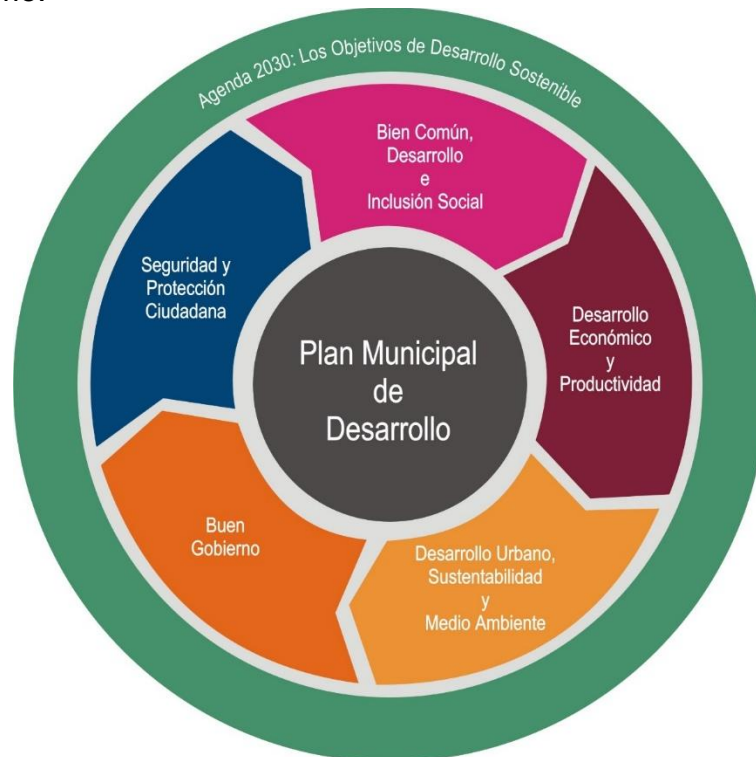 Agenda 2030: Los Objetivos de Desarrollo Sostenible
Bien Común,
Desarrollo
e
Inclusión Social
Desarrollo
Económico
y
Productividad
Desarrollo Urbano,
Sustentabilidad
y
Medio Ambiente
Buen
Gobierno
Seguridad y
Protección
Ciudadana
Plan Municipal
de
Desarrollo